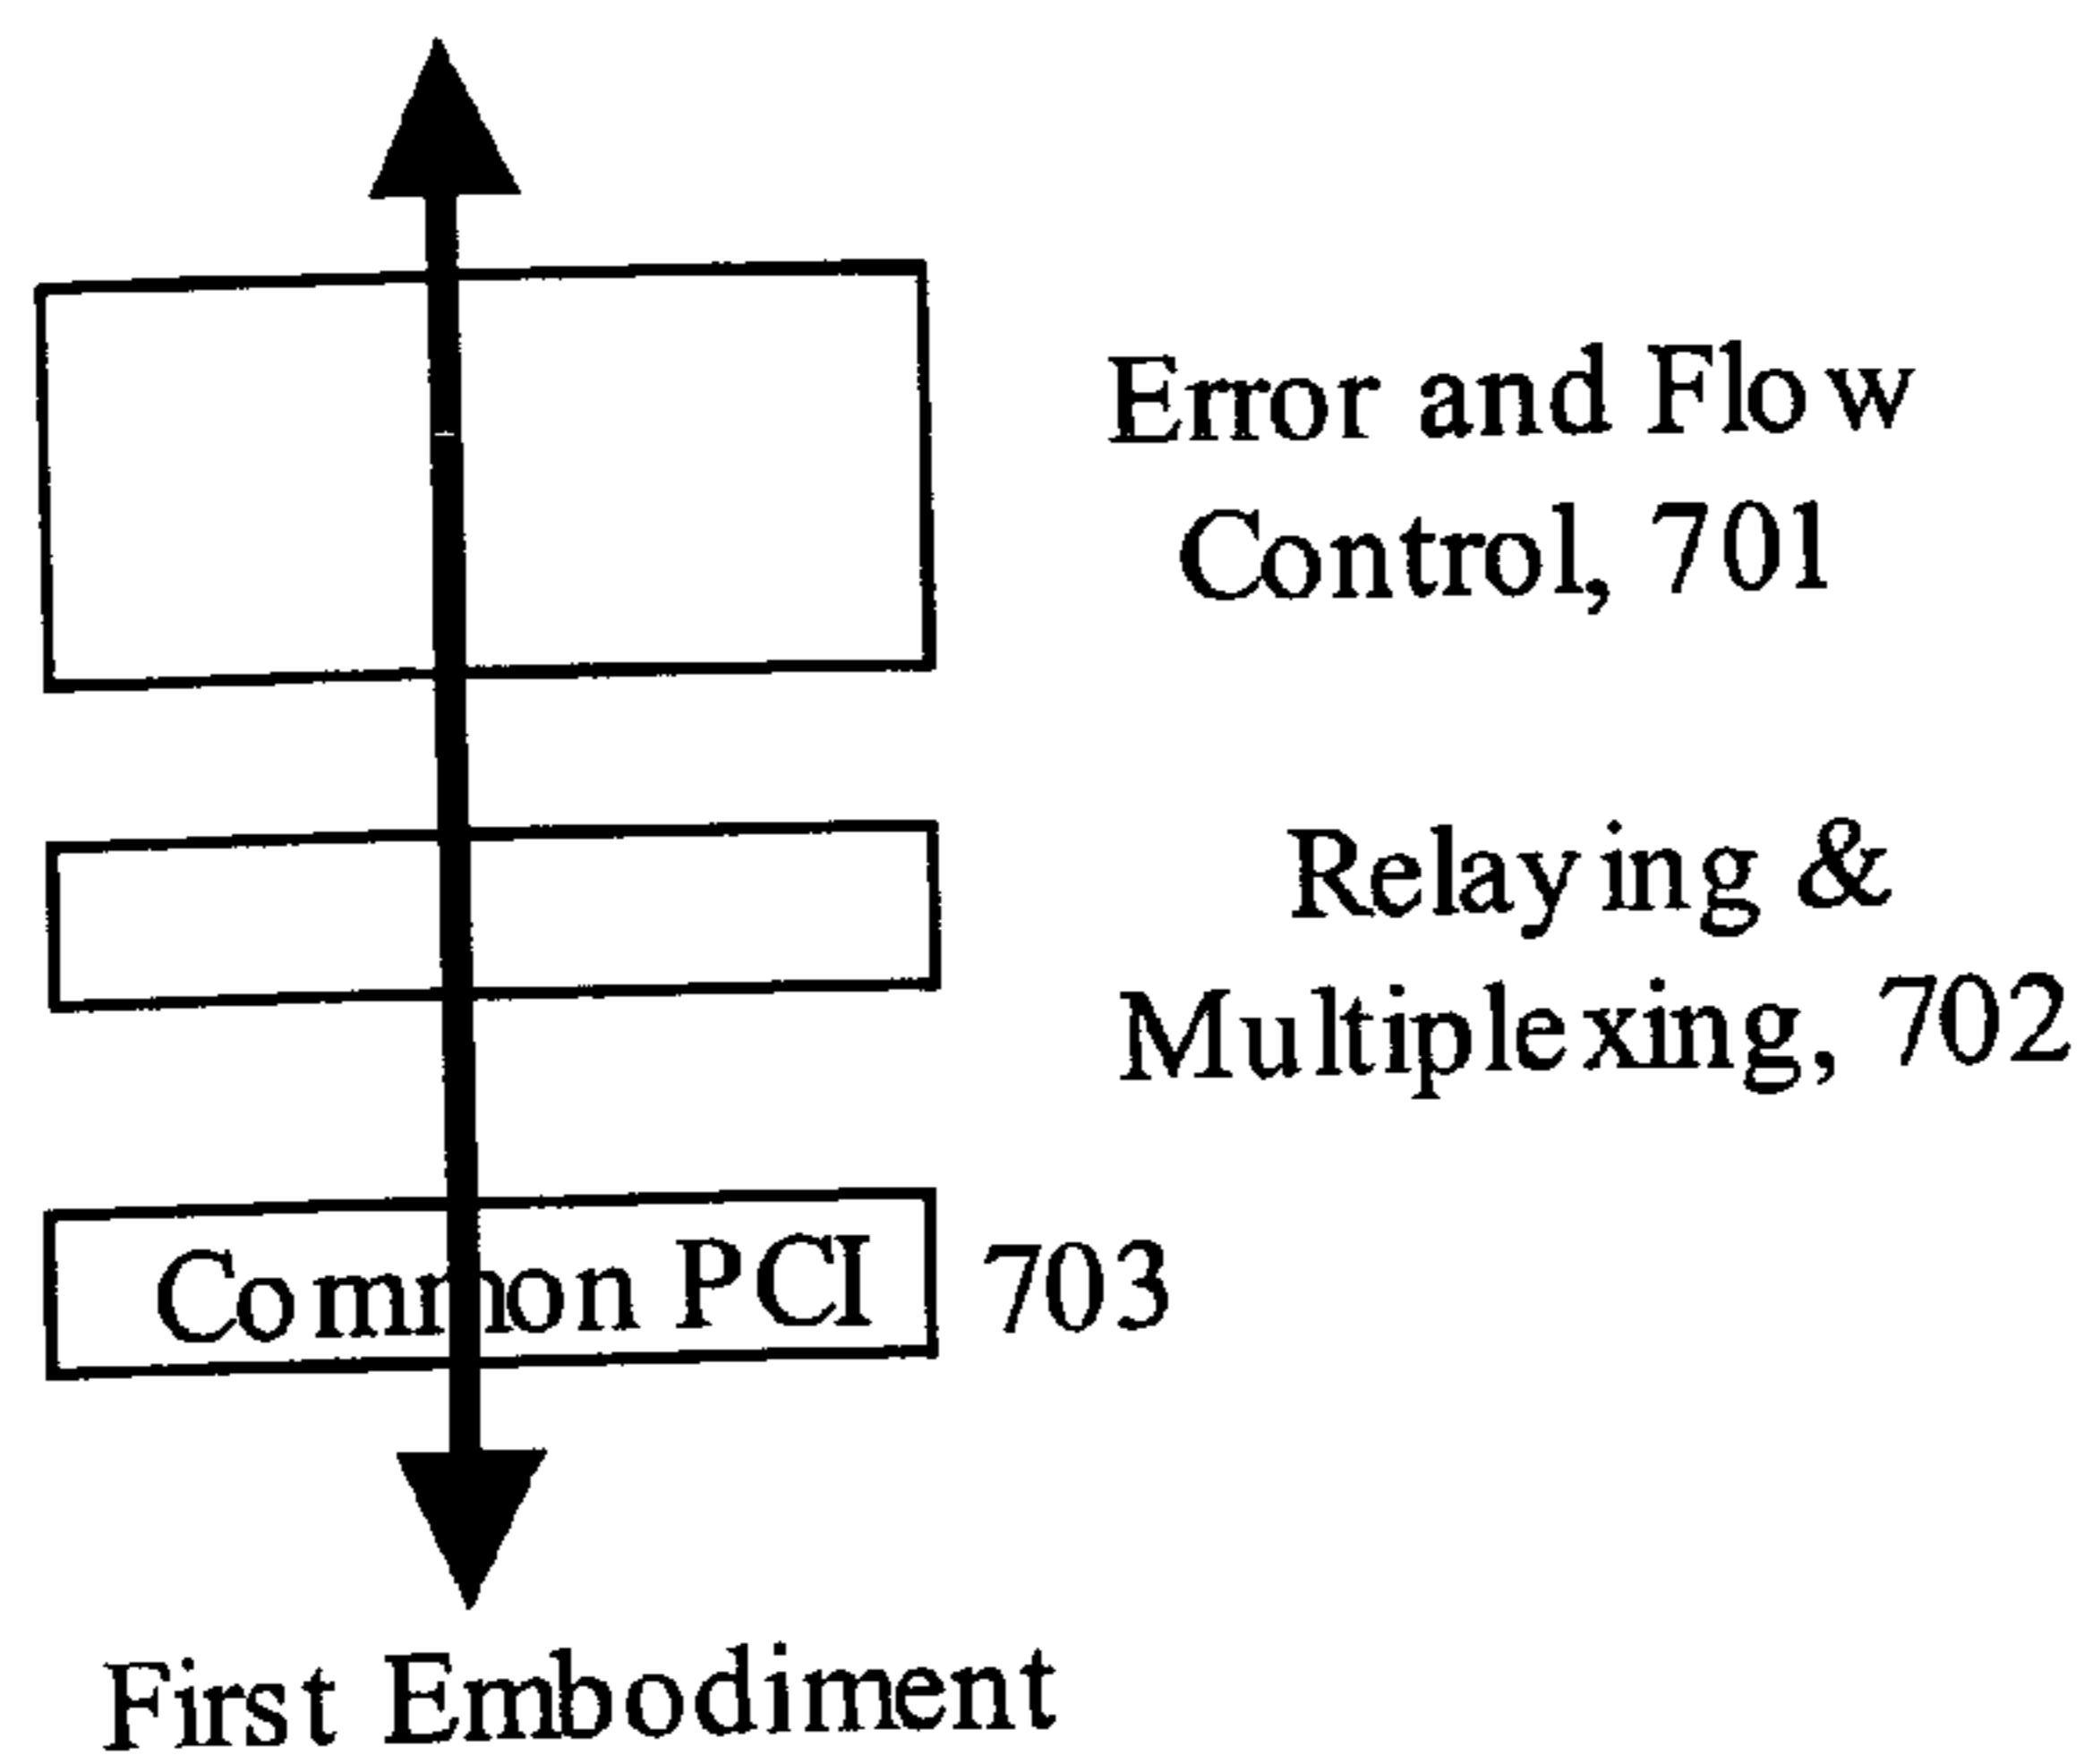 Error and Flow
Control, 701
Relaying &
Multiplexing, 702
Common PCI 703
First Embodiment